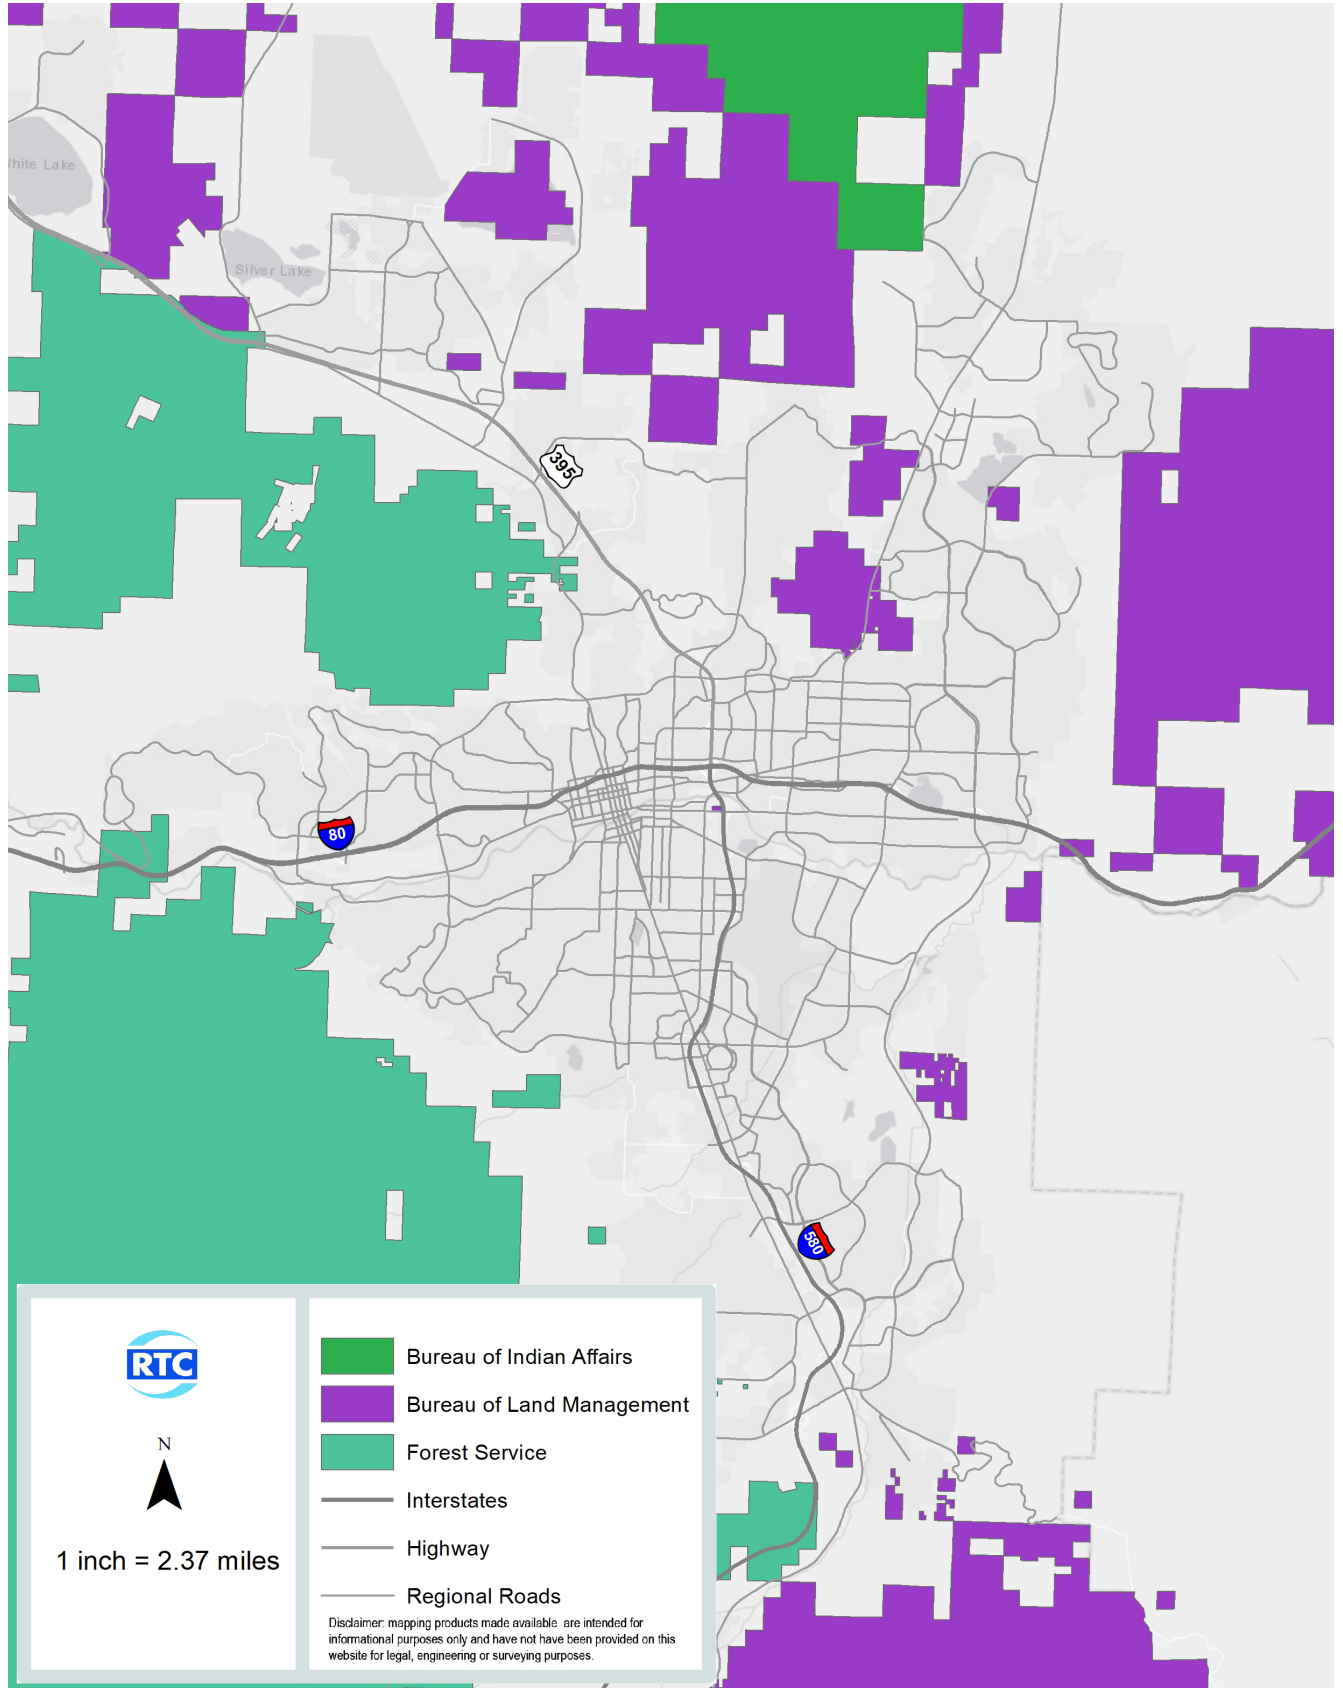 White Lake
Silver Lake
395
80
580
RTC
N
1 inch = 2.37 miles
Bureau of Indian Affairs
Bureau of Land Management
Forest Service
Interstates
Highway
Regional Roads
Disclaimer: mapping products made available are intended for
informational purposes only and have not have been provided on this
website for legal, engineering or surveying purposes.